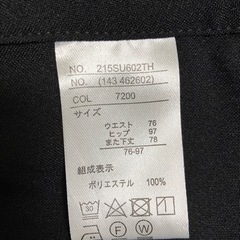 NO. 215SU602TH
NO. (143 462602)
COL 7200
サイズ
ウエスト 76
ヒップ 97
また下丈 78
76-97
組成表示
ポリエステル 100%
30